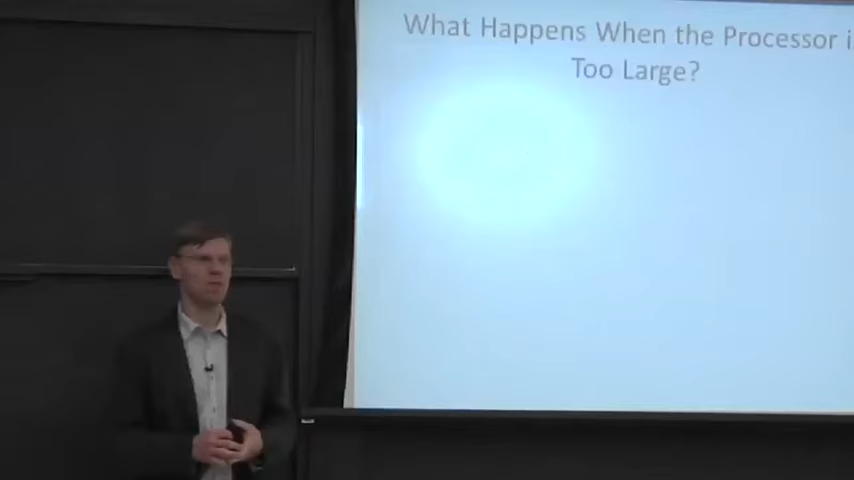 What Happens When the Processor i
Too Large?